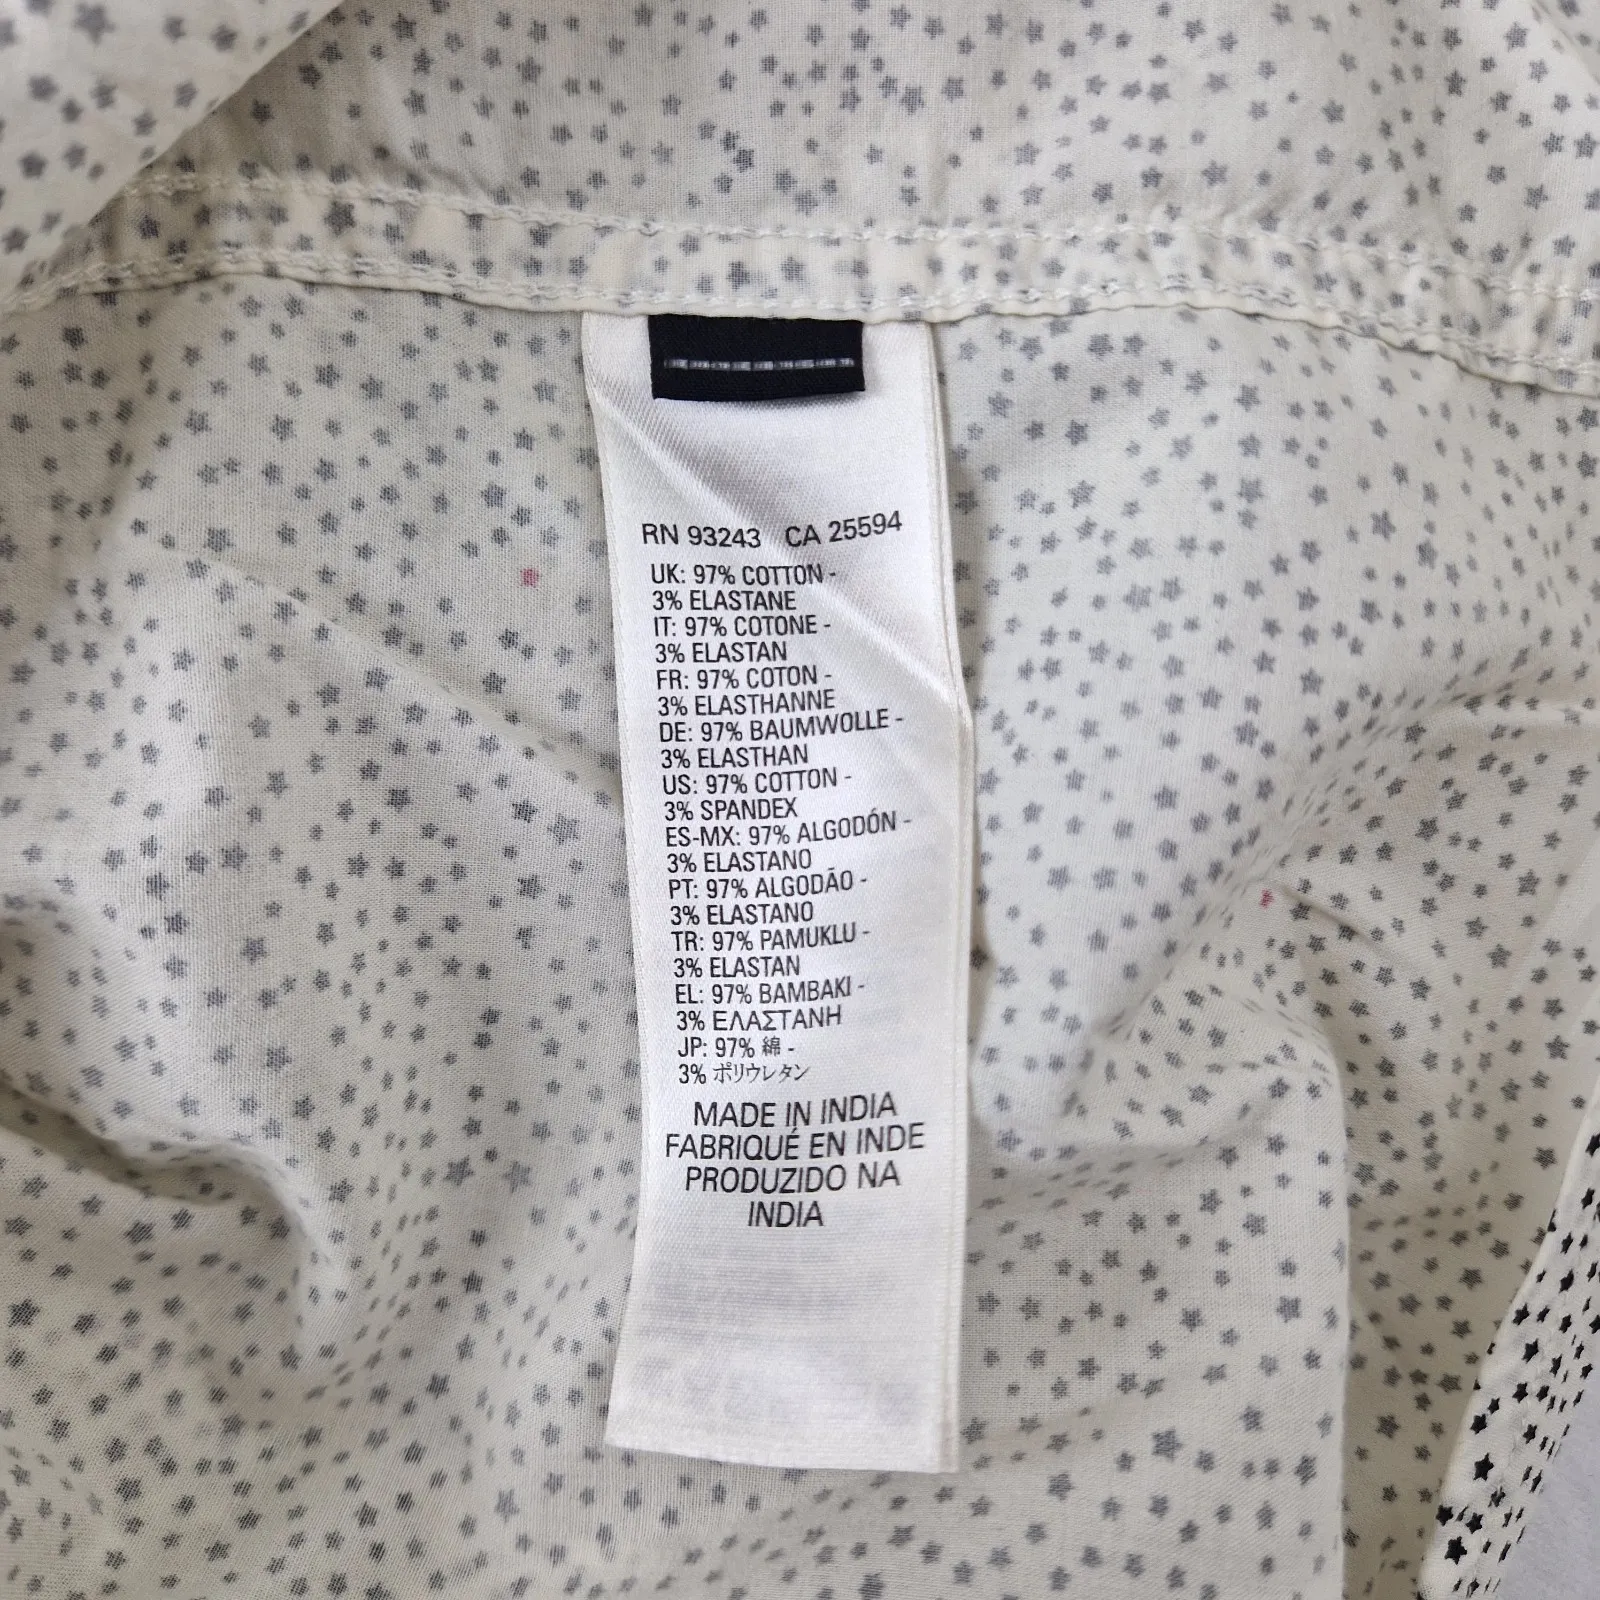 RN 93243 CA 25594
UK: 97% COTTON -
3% ELASTANE
IT: 97% COTONE -
3% ELASTAN
FR: 97% COTON -
3% ELASTHANNE
DE: 97% BAUMWOLLE -
3% ELASTHAN
US: 97% COTTON -
3% SPANDEX
ES-MX: 97% ALGODÓN -
3% ELASTANO
PT: 97% ALGODÃO -
3% ELASTANO
TR: 97% PAMUKLU -
3% ELASTAN
EL: 97% BAMBAKI -
3% ΕΛΑΣΤΑΝΗ
JP: 97% 綿 -
3% ポリウレタン
MADE IN INDIA
FABRIQUÉ EN INDE
PRODUZIDO NA
INDIA